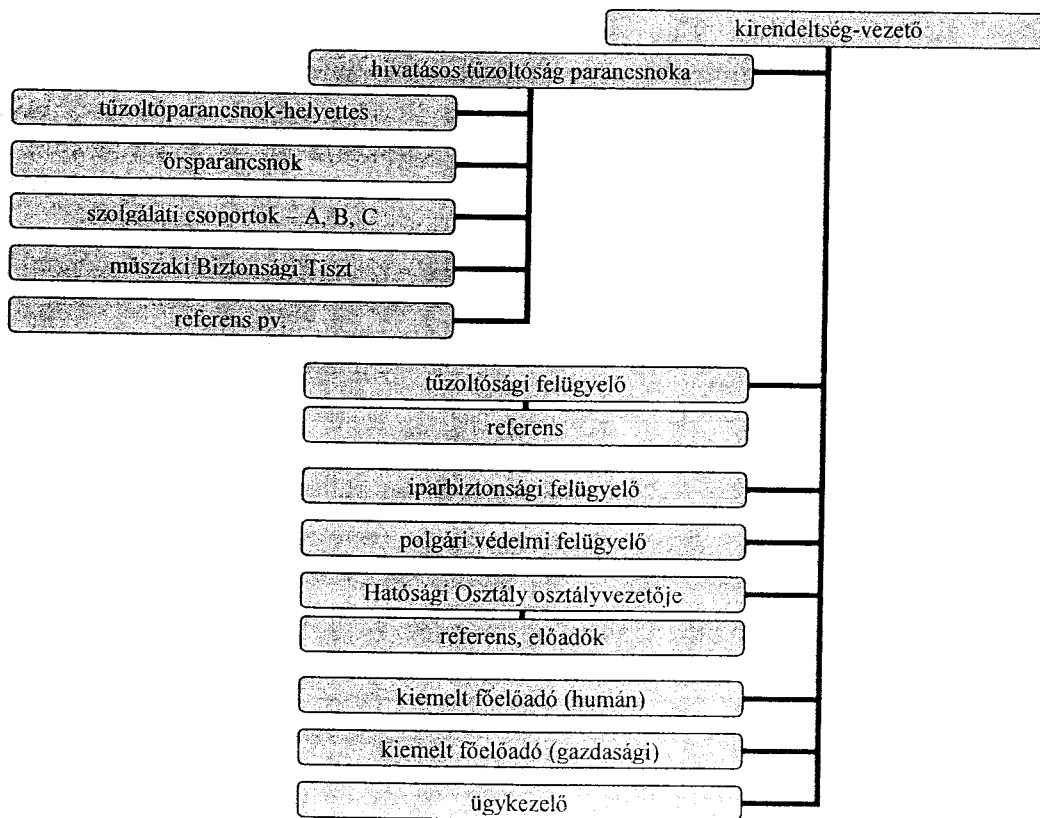 kirendeltség-vezető
hivatásos tűzoltóság parancsnoka
tűzoltóparancsnok-helyettes
őrsparancsnok
szolgálati csoportok – A, B, C
műszaki Biztonsági Tiszt
referens pv.
tűzoltósági felügyelő
referens
iparbiztonsági felügyelő
polgári védelmi felügyelő
Hatósági Osztály osztályvezetője
referens, előadók
kiemelt főelőadó (humán)
kiemelt főelőadó (gazdasági)
ügykezelő